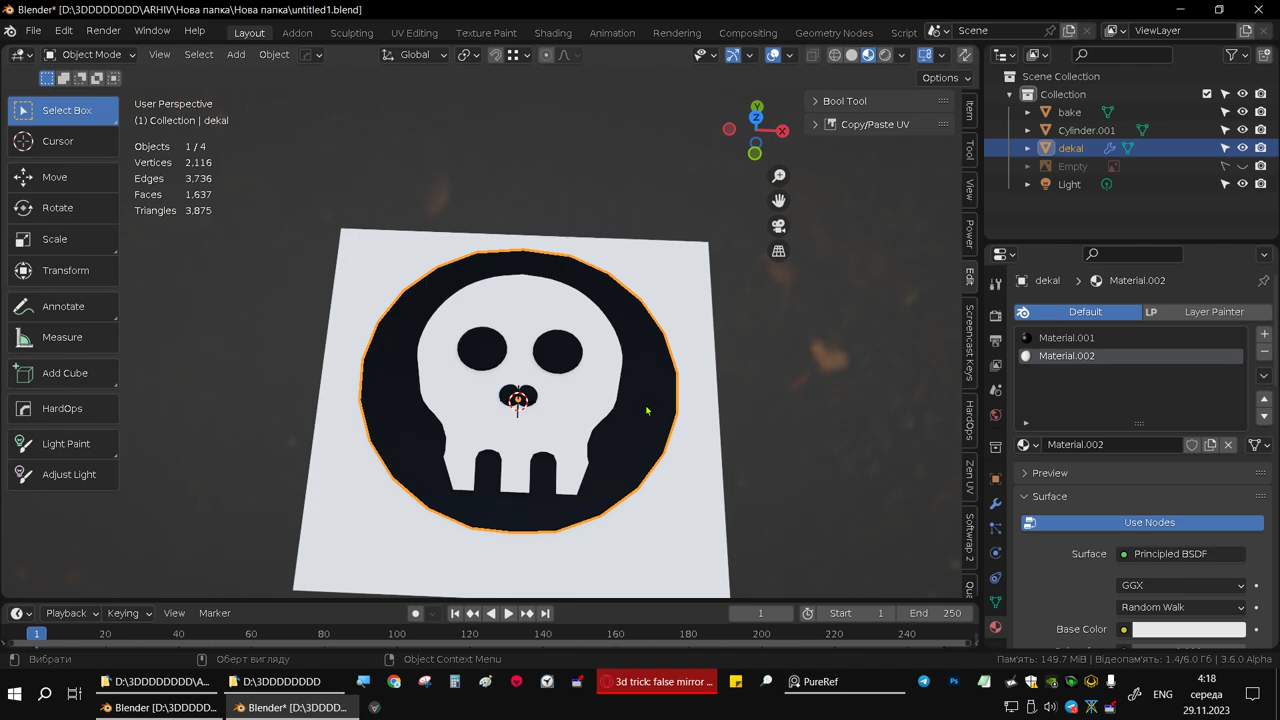 Blender* [D:\3DDDDDDDD\ARHIV\Нова папка\Нова папка\untitled1.blend]
File Edit Render Window Help Layout Addon Sculpting UV Editing Texture Paint Shading Animation Rendering Compositing Geometry Nodes Script Scene ViewLayer
Object Mode View Select Add Object Global
Options
Select Box
Cursor
Move
Rotate
Scale
Transform
Annotate
Measure
Add Cube
HardOps
Light Paint
Adjust Light
User Perspective
(1) Collection | dekal
Objects 1 / 4
Vertices 2,116
Edges 3,736
Faces 1,637
Triangles 3,875
Y
Z
X
Bool Tool
Copy/Paste UV
Item
Tool
View
Power
Edit
Screencast Keys
HardOps
Zen UV
Softwrap 2
Qua
Scene Collection
Collection
bake
Cylinder.001
dekal
Empty
Light
dekal > Material.002
Default LP Layer Painter
Material.001
Material.002
Material.002
Preview
Surface
Use Nodes
Surface Principled BSDF
GGX
Random Walk
Base Color
Playback Keying View Marker 1 Start 1 End 250
1 20 40 60 80 100 120 140 160 180 200 220 240
Вибрати Оберт вигляду Object Context Menu Пам'ять: 149.7 MiB | Відеопам'ять: 1.4/6.0 Гб | 3.6.0 Alpha
D:\3DDDDDDDD\A... D:\3DDDDDDDD 3d trick: false mirror ... PureRef
Blender [D:\3DDDD... Blender* [D:\3DDDD...
ENG
4:18
середа
29.11.2023